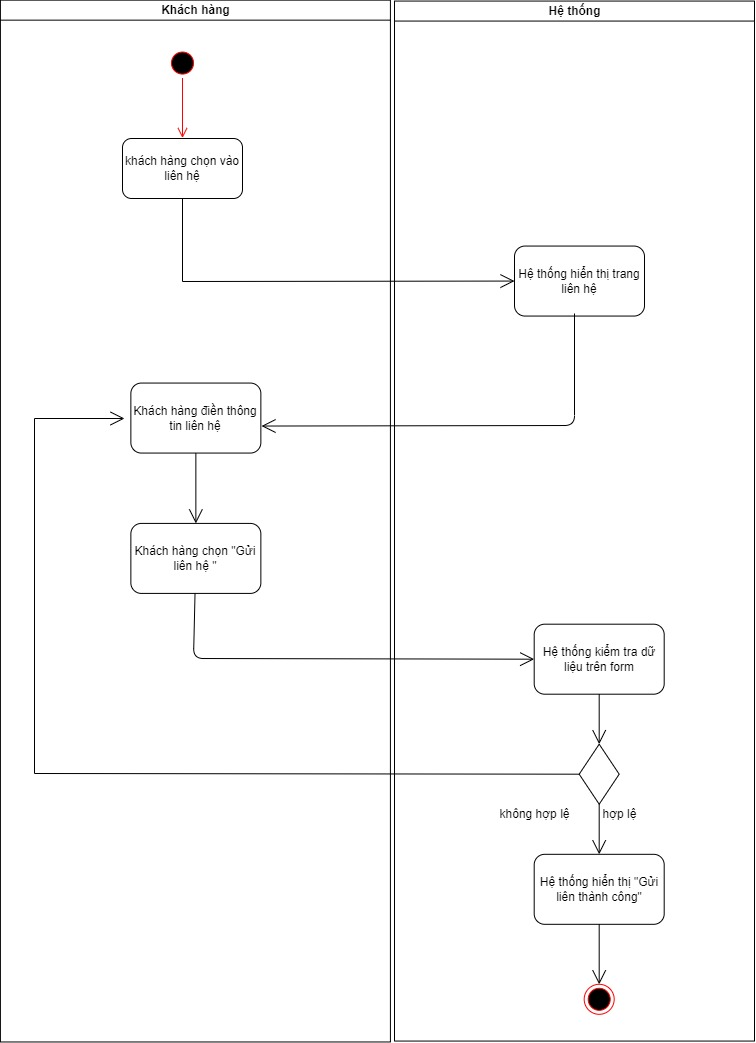 Khách hàng
Hệ thống
khách hàng chọn vào
liên hệ
Hệ thống hiển thị trang
liên hệ
Khách hàng điền thông
tin liên hệ
Khách hàng chọn "Gửi
liên hệ "
Hệ thống kiểm tra dữ
liệu trên form
không hợp lệ
hợp lệ
Hệ thống hiển thị "Gửi
liên thành công"